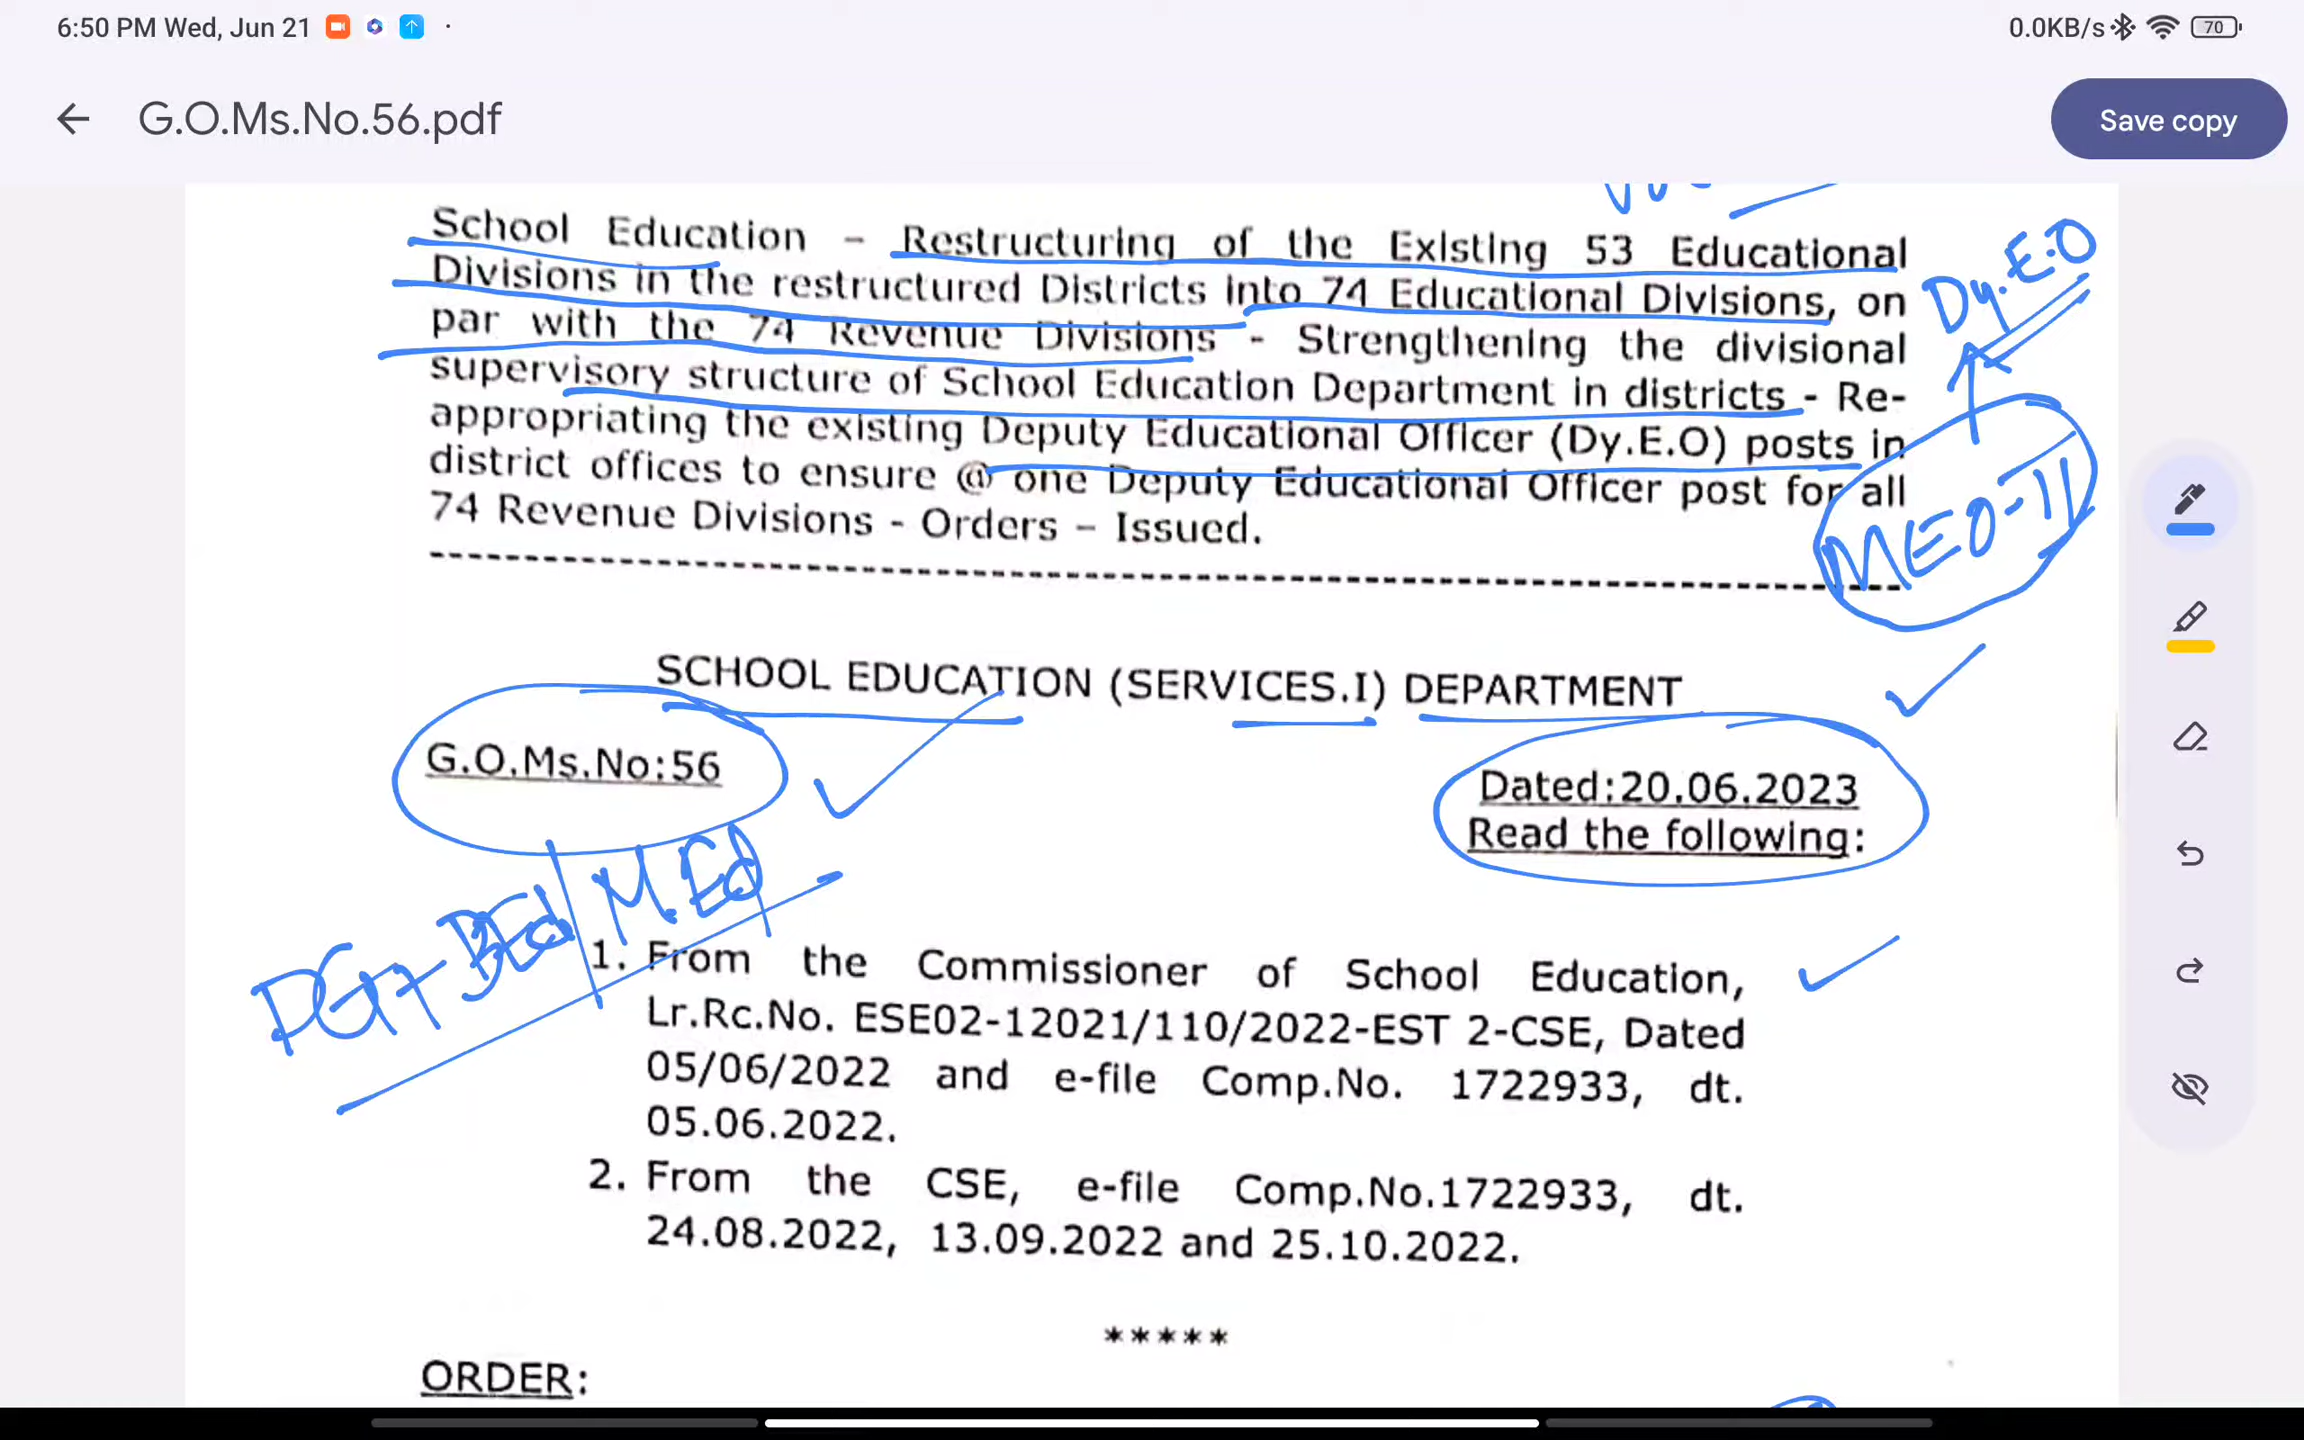 6:50 PM Wed, Jun 21
0.0KB/s
70
G.O.Ms.No.56.pdf
Save copy
School Education – Restructuring of the Existing 53 Educational
Divisions in the restructured Districts into 74 Educational Divisions, on
par with the 74 Revenue Divisions - Strengthening the divisional
supervisory structure of School Education Department in districts - Re-
appropriating the existing Deputy Educational Officer (Dy.E.O) posts in
district offices to ensure @ one Deputy Educational Officer post for all
74 Revenue Divisions - Orders – Issued.
Dy.E.O
MEO-II
SCHOOL EDUCATION (SERVICES.I) DEPARTMENT
G.O.Ms.No:56
Dated:20.06.2023
Read the following:
PG+BEd/M.Ed
1. From the Commissioner of School Education,
Lr.Rc.No. ESE02-12021/110/2022-EST 2-CSE, Dated
05/06/2022 and e-file Comp.No. 1722933, dt.
05.06.2022.
2. From the CSE, e-file Comp.No.1722933, dt.
24.08.2022, 13.09.2022 and 25.10.2022.
*****
ORDER: